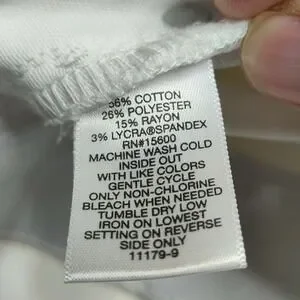 56% COTTON
26% POLYESTER
15% RAYON
3% LYCRA®SPANDEX
RN#15600
MACHINE WASH COLD
INSIDE OUT
WITH LIKE COLORS
GENTLE CYCLE
ONLY NON-CHLORINE
BLEACH WHEN NEEDED
TUMBLE DRY LOW
IRON ON LOWEST
SETTING ON REVERSE
SIDE ONLY
11179-9